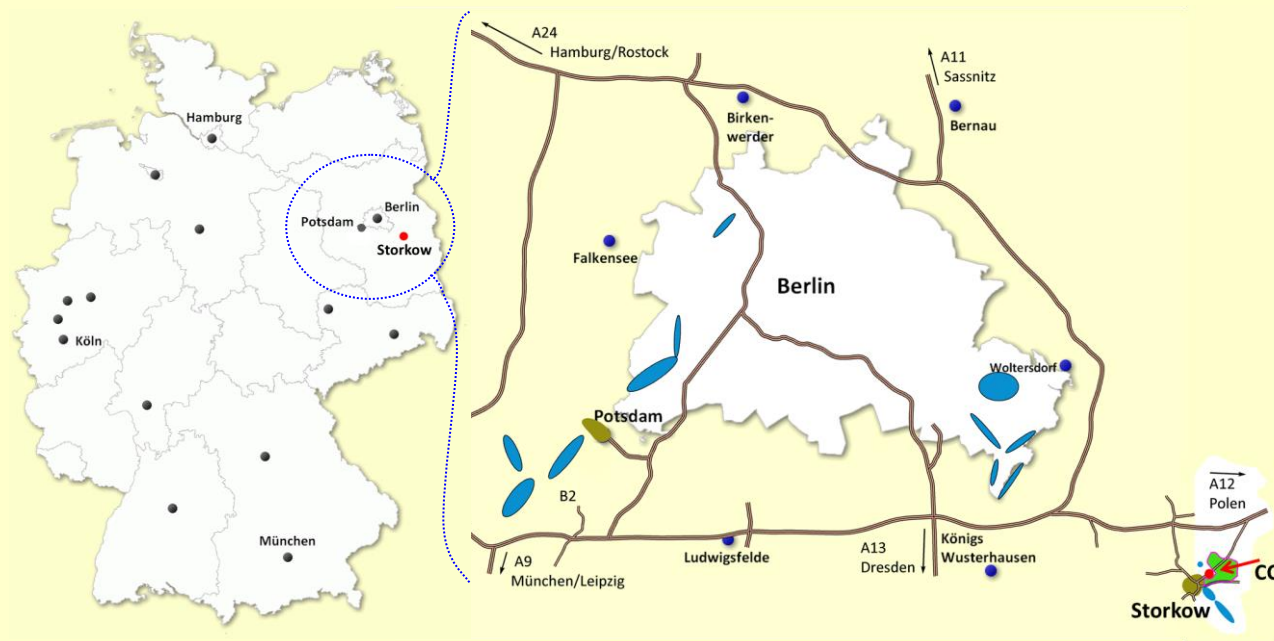 Hamburg
Berlin
Potsdam
Storkow
Köln
München
A24
Hamburg/Rostock
A11
Sassnitz
Birken-
werder
Bernau
Falkensee
Berlin
Woltersdorf
Potsdam
B2
A12
Polen
A9
München/Leipzig
Ludwigsfelde
A13
Dresden
Königs
Wusterhausen
Storkow